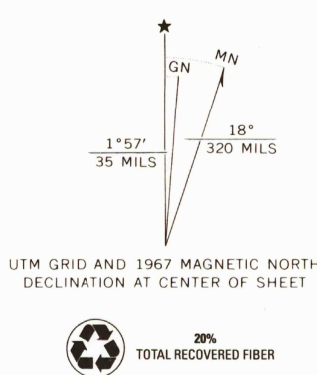 ★
GN
MN
1°57′
35 MILS
18°
320 MILS
UTM GRID AND 1967 MAGNETIC NORTH
DECLINATION AT CENTER OF SHEET
20%
TOTAL RECOVERED FIBER